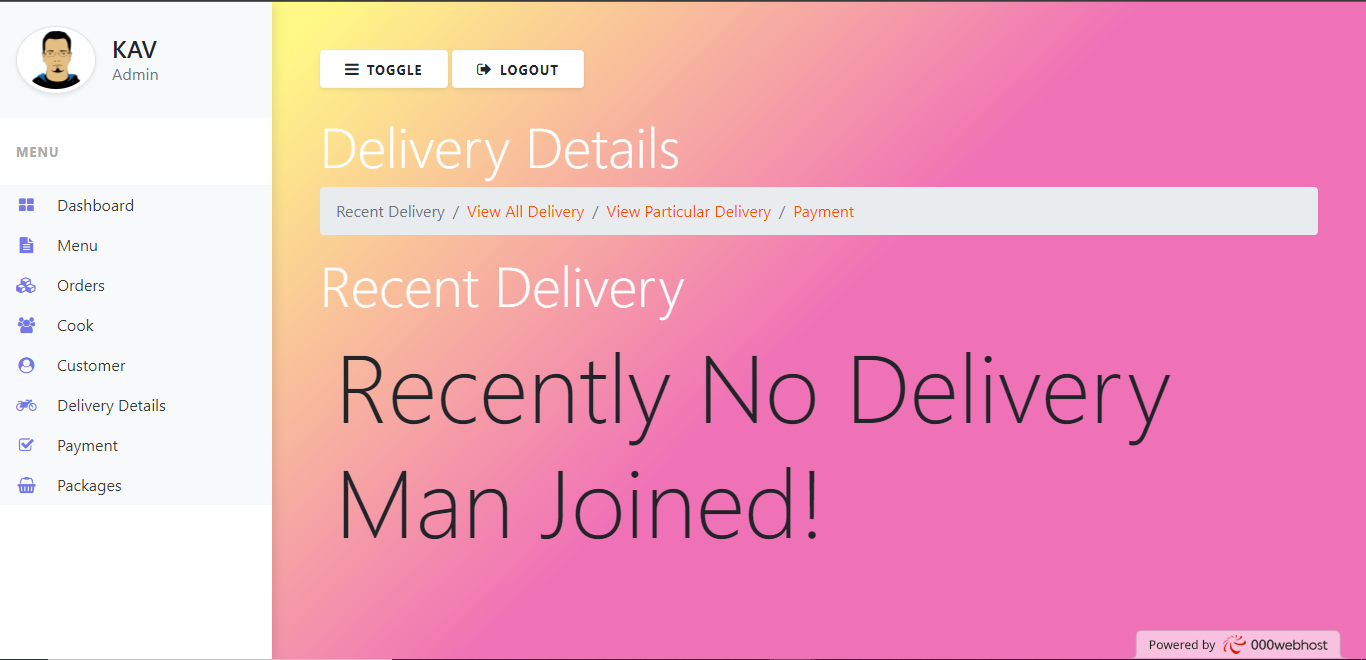 KAV
Admin
MENU
Dashboard
Menu
Orders
Cook
Customer
Delivery Details
Payment
Packages
TOGGLE
LOGOUT
Delivery Details
Recent Delivery / View All Delivery / View Particular Delivery / Payment
Recent Delivery
Recently No Delivery
Man Joined!
Powered by 000webhost